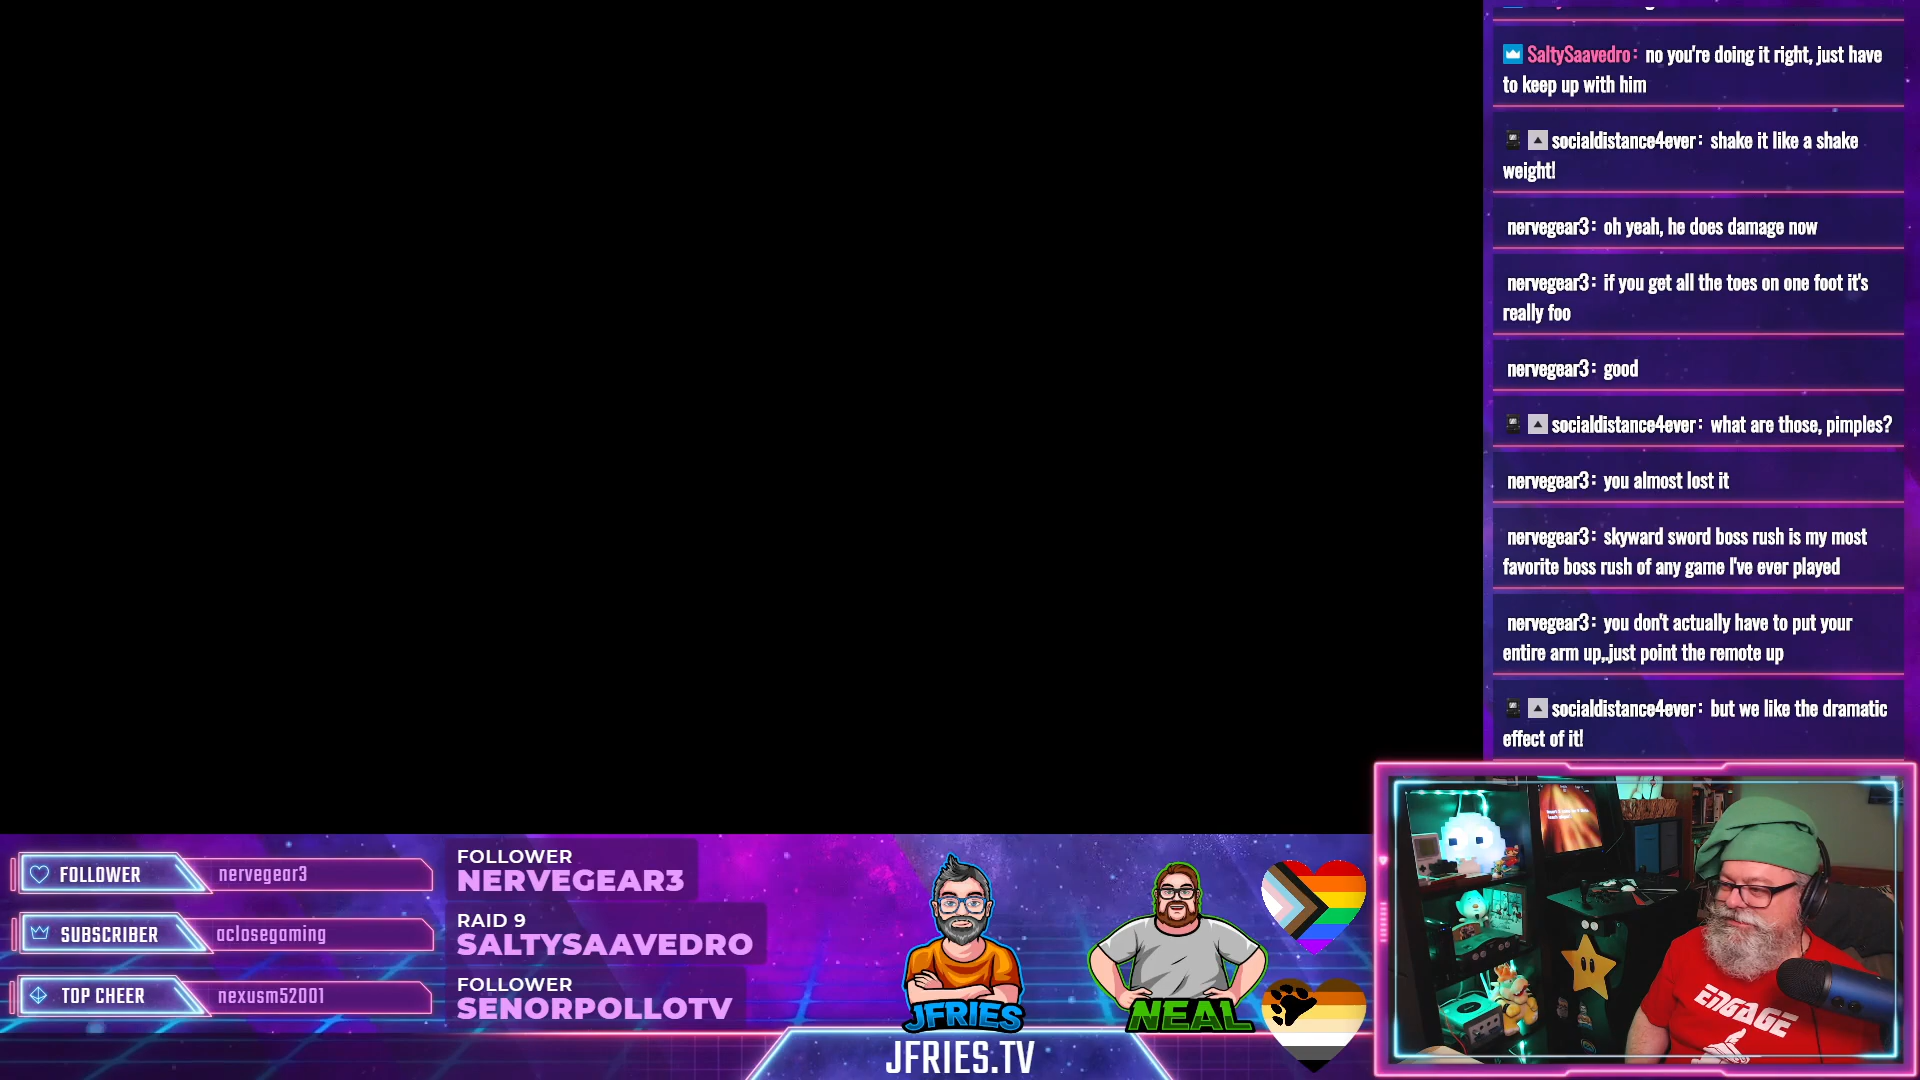 SaltySaavedro: no you're doing it right, just have
to keep up with him
socialdistance4ever: shake it like a shake
weight!
nervegear3: oh yeah, he does damage now
nervegear3: if you get all the toes on one foot it's
really foo
nervegear3: good
socialdistance4ever: what are those, pimples?
nervegear3: you almost lost it
nervegear3: skyward sword boss rush is my most
favorite boss rush of any game I've ever played
nervegear3: you don't actually have to put your
entire arm up,,just point the remote up
socialdistance4ever: but we like the dramatic
effect of it!
FOLLOWER nervegear3
SUBSCRIBER aclosegaming
TOP CHEER nexusm52001
FOLLOWER
NERVEGEAR3
RAID 9
SALTYSAAVEDRO
FOLLOWER
SENORPOLLOTV
JFRIES
NEAL
JFRIES.TV
ENGAGE